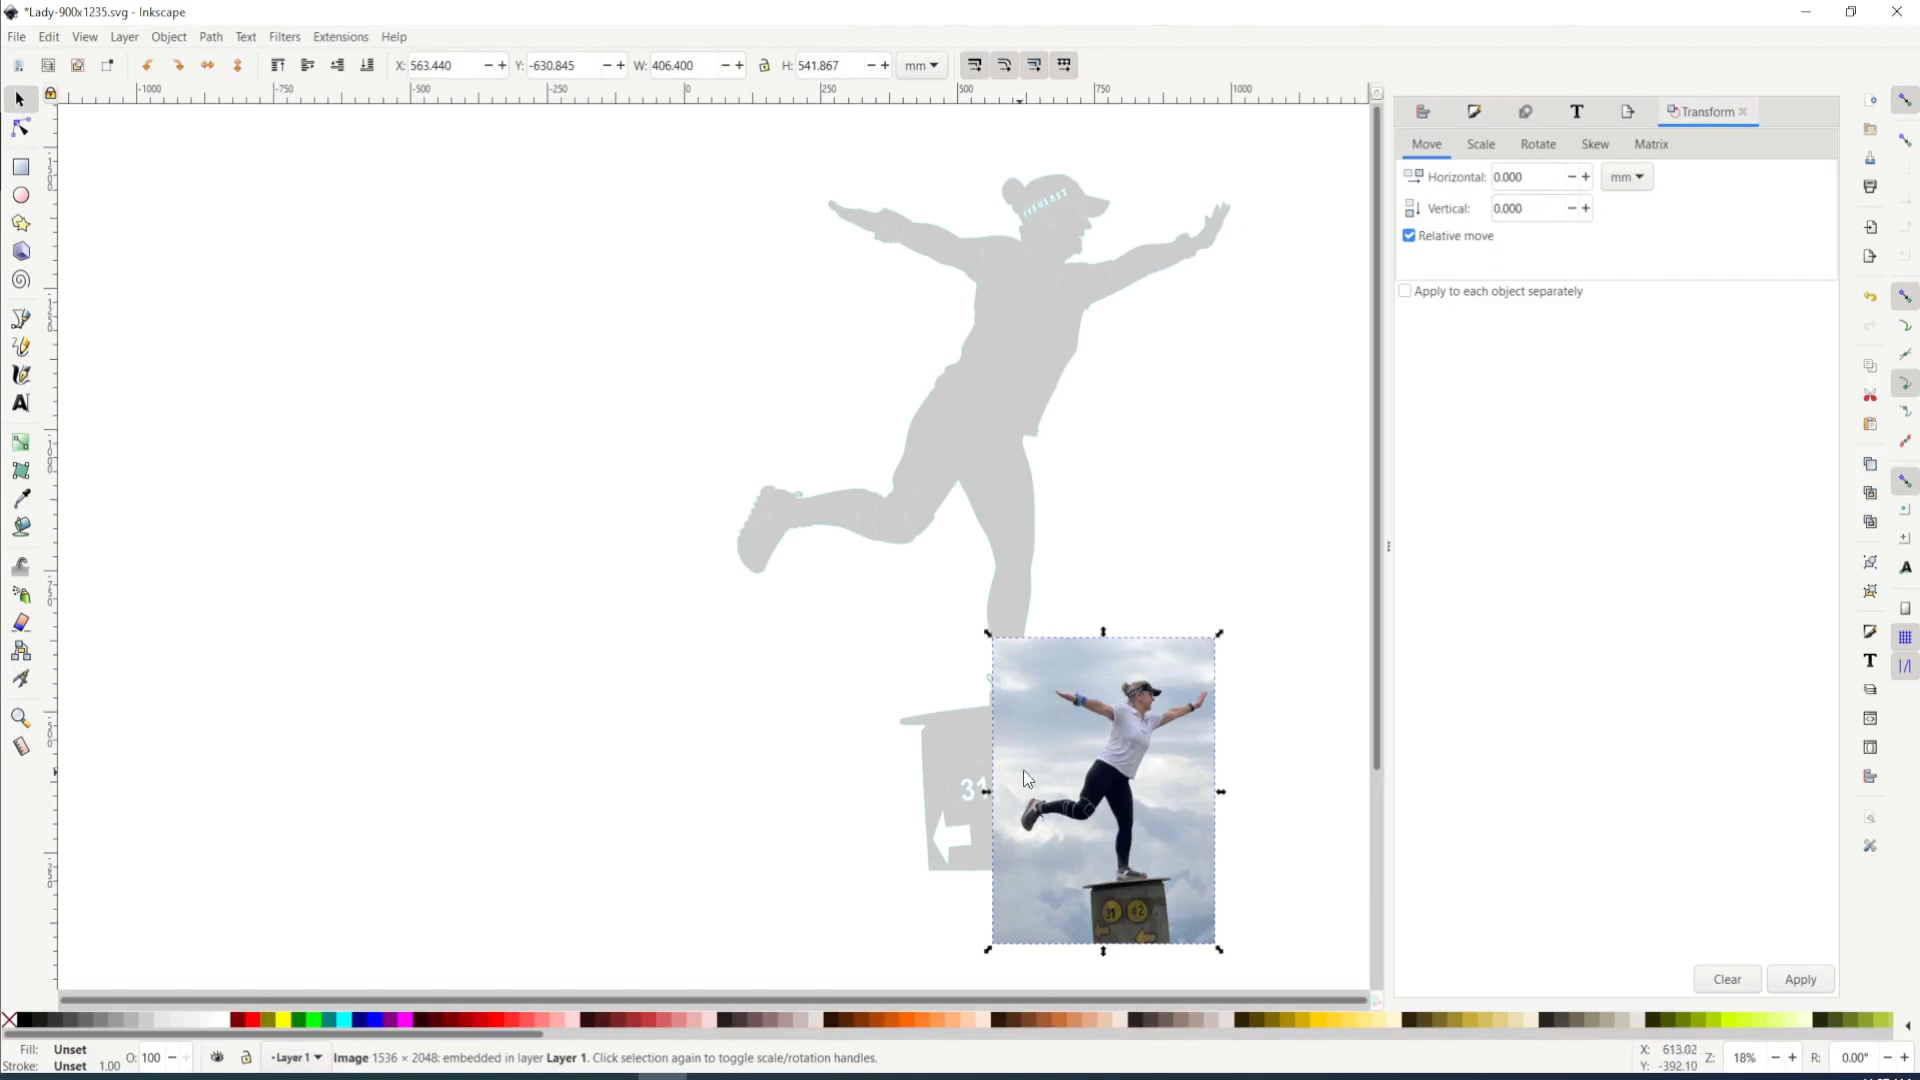 *Lady-900x1235.svg - Inkscape
File Edit View Layer Object Path Text Filters Extensions Help
X: 563.440 − + Y: -630.845 − + W: 406.400 − + H: 541.867 − + mm
-1000 -750 -500 -250 0 250 500 750 1000
Transform
Move Scale Rotate Skew Matrix
Horizontal: 0.000 − + mm
Vertical: 0.000 − +
Relative move
Apply to each object separately
EVERLAST
31
31 42
Clear Apply
Fill: Unset
Stroke: Unset 1.00
O: 100 − +
Layer 1
Image 1536 × 2048: embedded in layer Layer 1. Click selection again to toggle scale/rotation handles.
X: 613.02
Y: -392.10
Z: 18% − + R: 0.00° − +